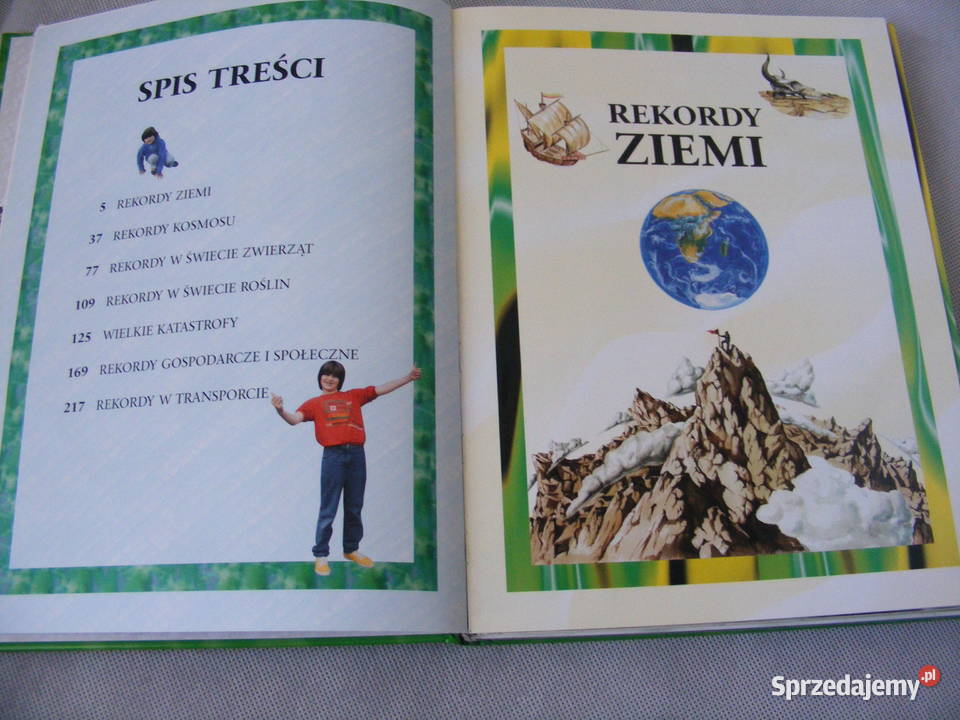 SPIS TREŚCI
5 REKORDY ZIEMI
37 REKORDY KOSMOSU
77 REKORDY W ŚWIECIE ZWIERZĄT
109 REKORDY W ŚWIECIE ROŚLIN
125 WIELKIE KATASTROFY
169 REKORDY GOSPODARCZE I SPOŁECZNE
217 REKORDY W TRANSPORCIE
REKORDY
ZIEMI
Sprzedajemy.pl